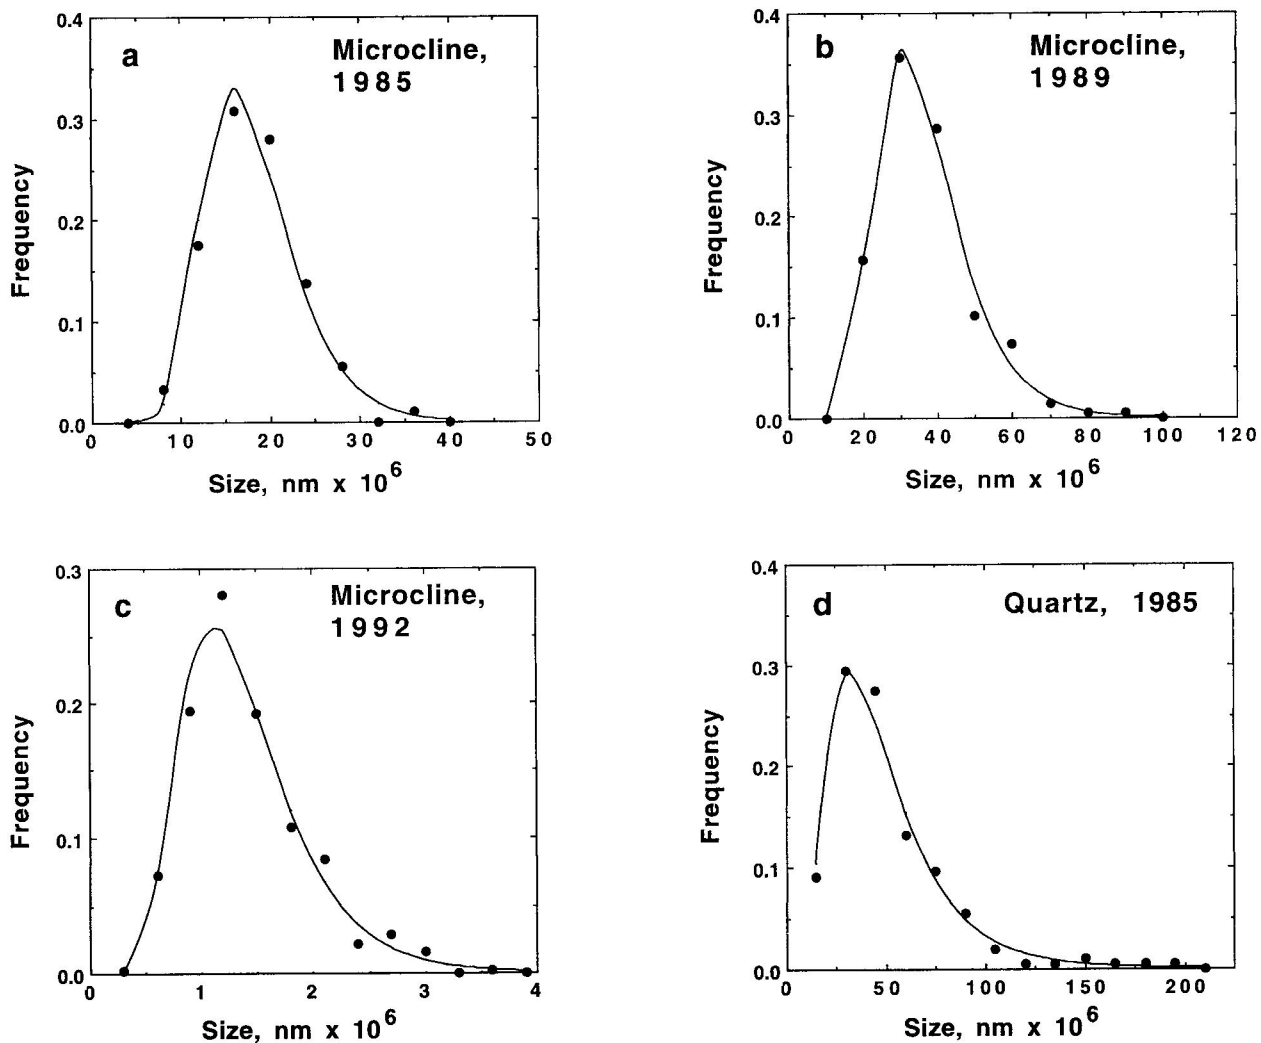 a
Microcline,
1985
0.4
0.3
0.2
0.1
0.0
Frequency
0 10 20 30 40 50
Size, nm x 10^6
b
Microcline,
1989
0.4
0.3
0.2
0.1
0.0
Frequency
0 20 40 60 80 100 120
Size, nm x 10^6
c
Microcline,
1992
0.3
0.2
0.1
0.0
Frequency
0 1 2 3 4
Size, nm x 10^6
d
Quartz, 1985
0.4
0.3
0.2
0.1
0.0
Frequency
0 50 100 150 200
Size, nm x 10^6